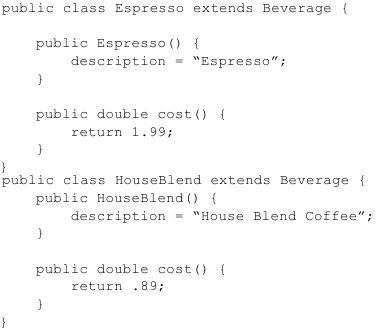 public class Espresso extends Beverage {
public Espresso() {
description = “Espresso”;
}
public double cost() {
return 1.99;
}
}
public class HouseBlend extends Beverage {
public HouseBlend() {
description = “House Blend Coffee”;
}
public double cost() {
return .89;
}
}